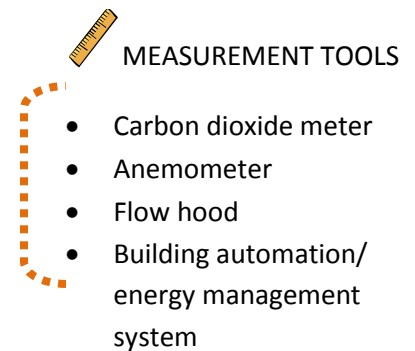 MEASUREMENT TOOLS
• Carbon dioxide meter
• Anemometer
• Flow hood
• Building automation/
energy management
system